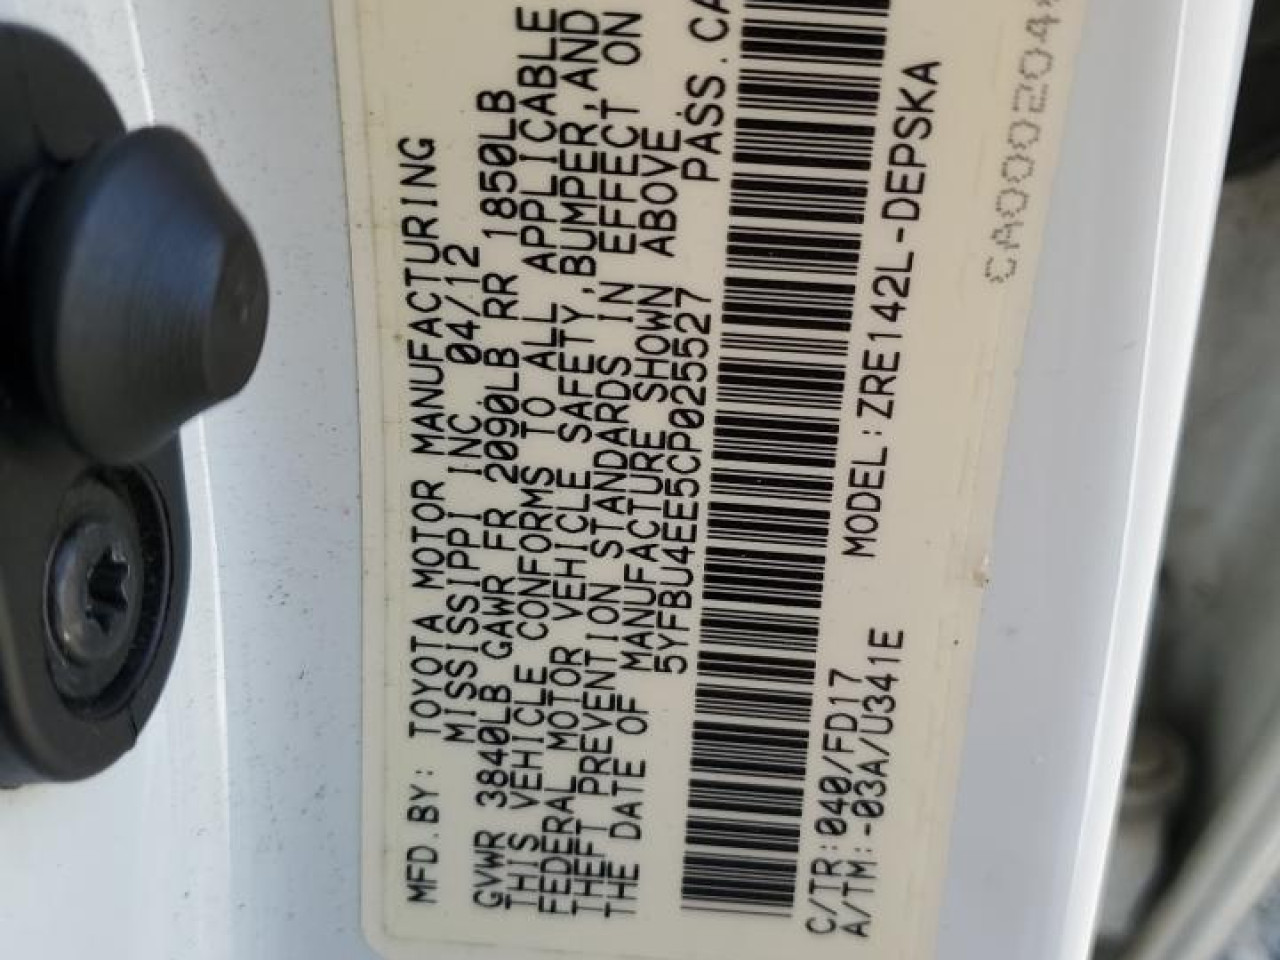 MFD.BY: TOYOTA MOTOR MANUFACTURING
MISSISSIPPI INC. 04/12
GVWR 3840LB GAWR FR 2090LB RR 1850LB
THIS VEHICLE CONFORMS TO ALL APPLICABLE
FEDERAL MOTOR VEHICLE SAFETY,BUMPER,AND
THEFT PREVENTION STANDARDS IN EFFECT ON
THE DATE OF MANUFACTURE SHOWN ABOVE.
5YFBU4EE5CP025527 PASS.CA
C/TR:040/FD17 MODEL:ZRE142L-DEPSKA
A/TM:-03A/U341E
CA000204